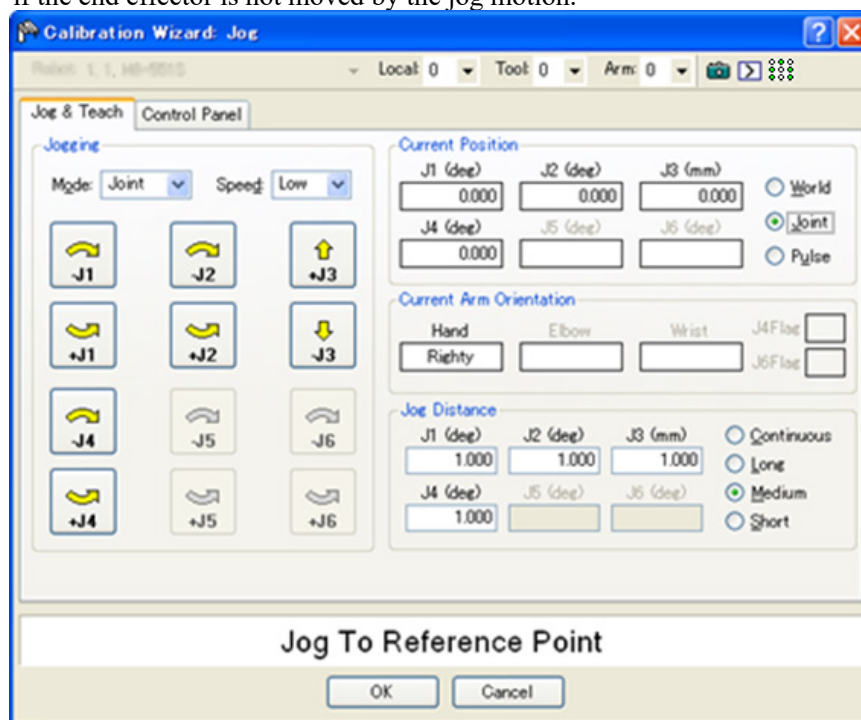 if the end effector is not moved by the jog motion.
Calibration Wizard: Jog
Robot: 1, 1, Local: 0 Tool: 0 Arm: 0
Jog & Teach Control Panel
Jogging
Mode: Joint Speed: Low
-J1 -J2 +J3
+J1 +J2 -J3
-J4 -J5 -J6
+J4 +J5 +J6
Current Position
J1 (deg) J2 (deg) J3 (mm)
0.000 0.000 0.000
J4 (deg) J5 (deg) J6 (deg)
0.000
World
Joint
Pulse
Current Arm Orientation
Hand Elbow Wrist J4Flag
Righty J6Flag
Jog Distance
J1 (deg) J2 (deg) J3 (mm)
1.000 1.000 1.000
J4 (deg) J5 (deg) J6 (deg)
1.000
Continuous
Long
Medium
Short
Jog To Reference Point
OK Cancel